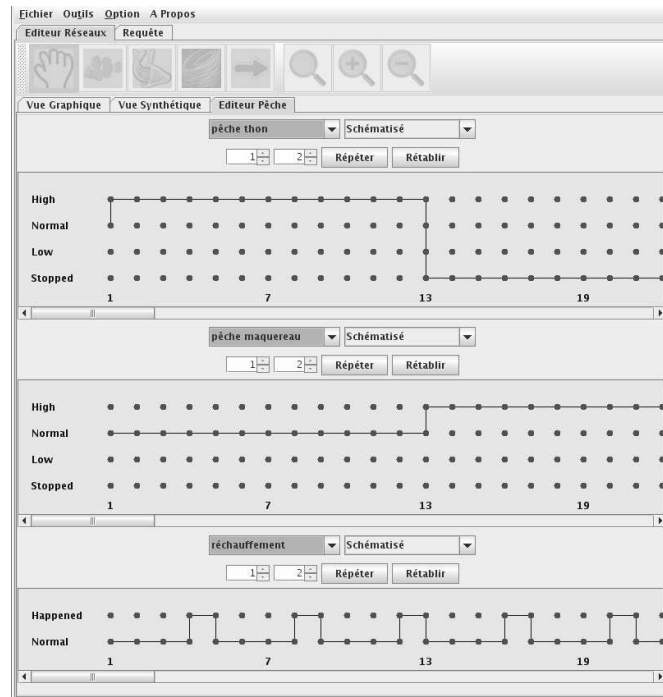 Fichier Outils Option A Propos
Editeur Réseaux Requête
Vue Graphique Vue Synthétique Editeur Pêche
pêche thon Schématisé
1 2 Répéter Rétablir
High
Normal
Low
Stopped
1 7 13 19
pêche maquereau Schématisé
1 2 Répéter Rétablir
High
Normal
Low
Stopped
1 7 13 19
réchauffement Schématisé
1 2 Répéter Rétablir
Happened
Normal
1 7 13 19